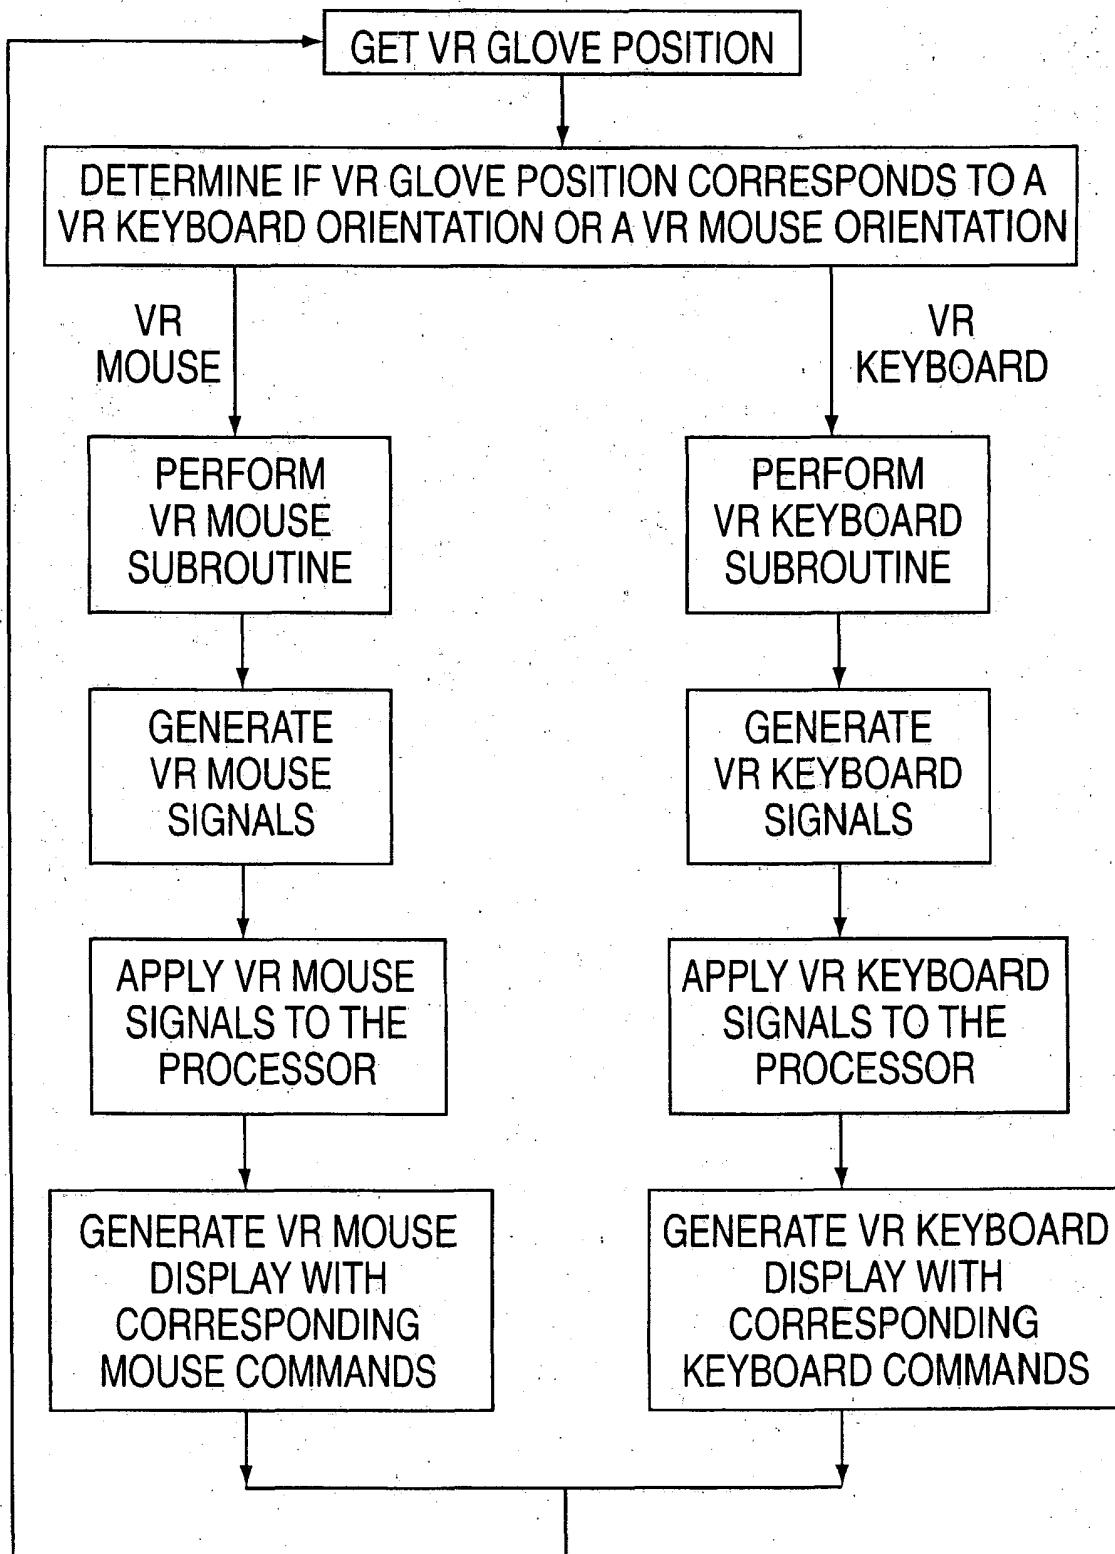 GET VR GLOVE POSITION
DETERMINE IF VR GLOVE POSITION CORRESPONDS TO A
VR KEYBOARD ORIENTATION OR A VR MOUSE ORIENTATION
VR
MOUSE
VR
KEYBOARD
PERFORM
VR MOUSE
SUBROUTINE
PERFORM
VR KEYBOARD
SUBROUTINE
GENERATE
VR MOUSE
SIGNALS
GENERATE
VR KEYBOARD
SIGNALS
APPLY VR MOUSE
SIGNALS TO THE
PROCESSOR
APPLY VR KEYBOARD
SIGNALS TO THE
PROCESSOR
GENERATE VR MOUSE
DISPLAY WITH
CORRESPONDING
MOUSE COMMANDS
GENERATE VR KEYBOARD
DISPLAY WITH
CORRESPONDING
KEYBOARD COMMANDS